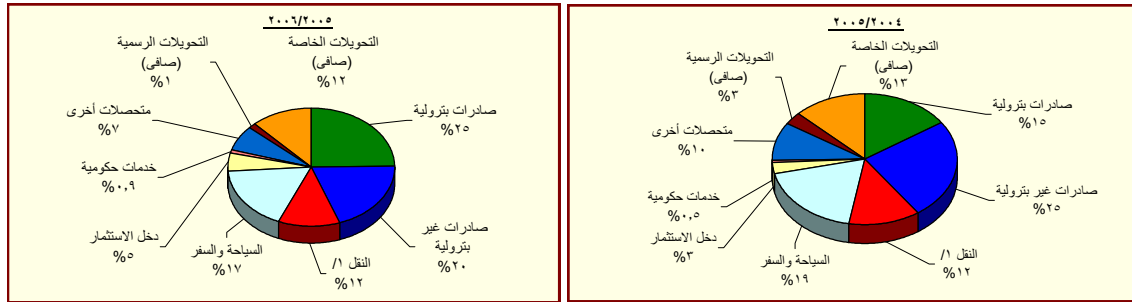 ٢٠٠٥/٢٠٠٤
التحويلات الخاصة
(صافى)
%١٣
التحويلات الرسمية
(صافى)
%٣
صادرات بترولية
%١٥
متحصلات أخرى
%١٠
صادرات غير بترولية
%٢٥
خدمات حكومية
%٠,٥
دخل الاستثمار
%٣
السياحة والسفر
%١٩
النقل ١/
%١٢
٢٠٠٦/٢٠٠٥
التحويلات الخاصة
(صافى)
%١٢
التحويلات الرسمية
(صافى)
%١
صادرات بترولية
%٢٥
متحصلات أخرى
%٧
خدمات حكومية
%٠,٩
دخل الاستثمار
%٥
السياحة والسفر
%١٧
النقل ١/
%١٢
صادرات غير
بترولية
%٢٠